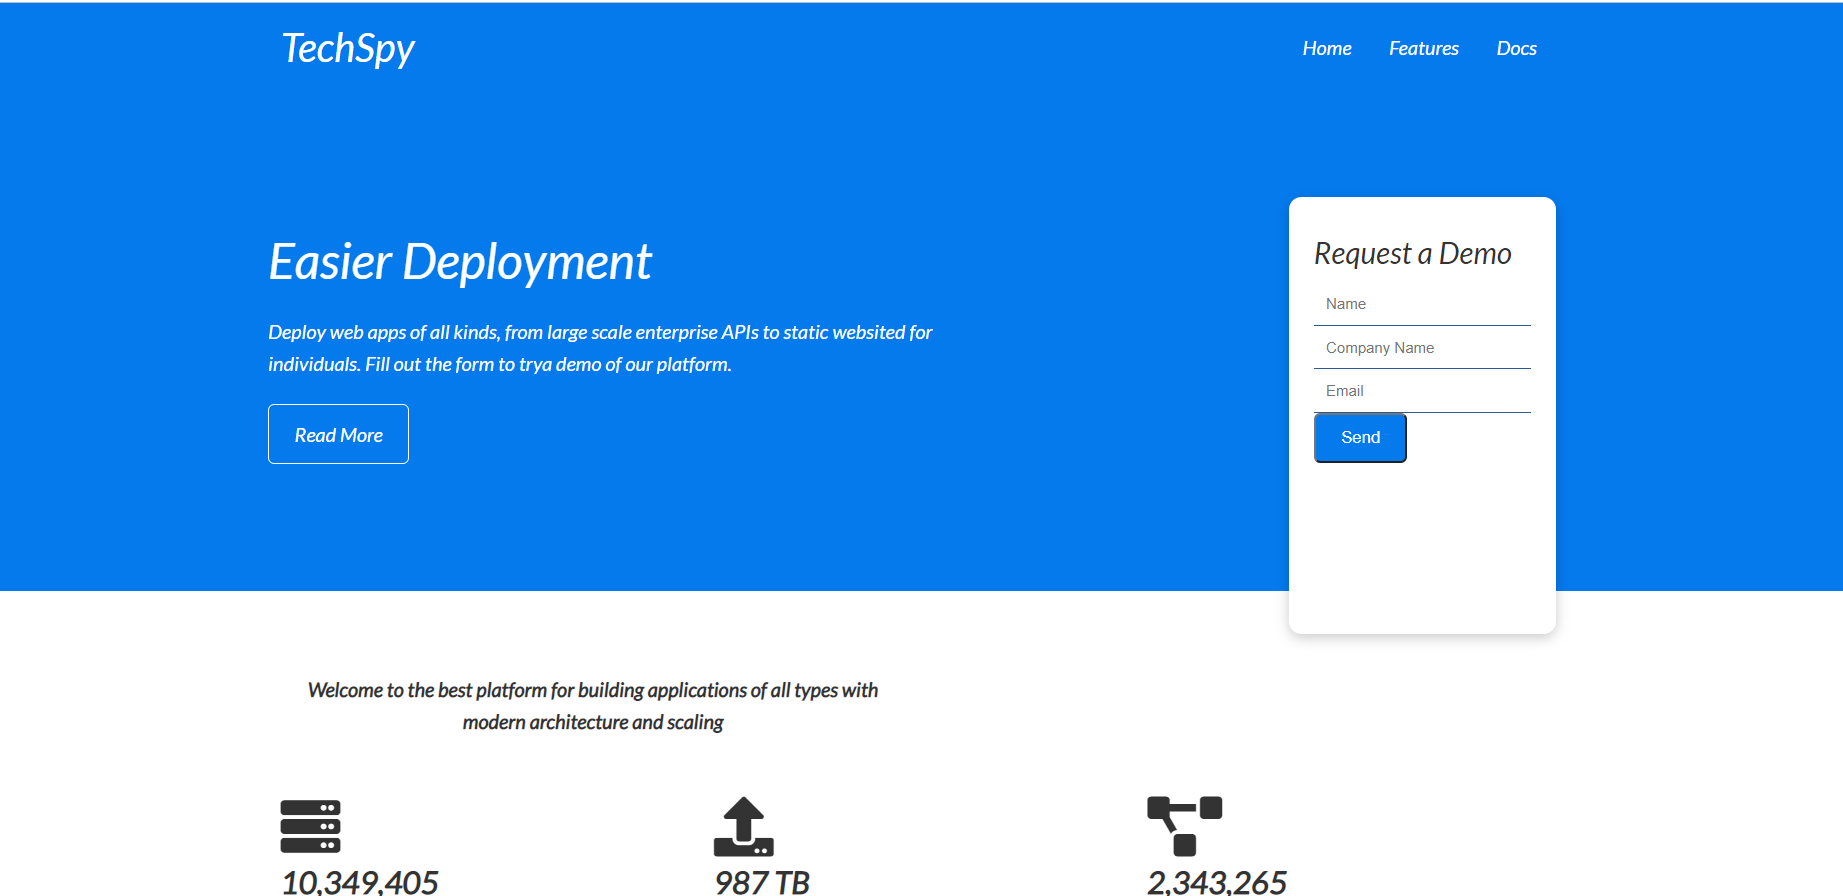 TechSpy
Home Features Docs
Easier Deployment
Deploy web apps of all kinds, from large scale enterprise APIs to static websited for
individuals. Fill out the form to trya demo of our platform.
Read More
Request a Demo
Name
Company Name
Email
Send
Welcome to the best platform for building applications of all types with
modern architecture and scaling
10,349,405
987 TB
2,343,265